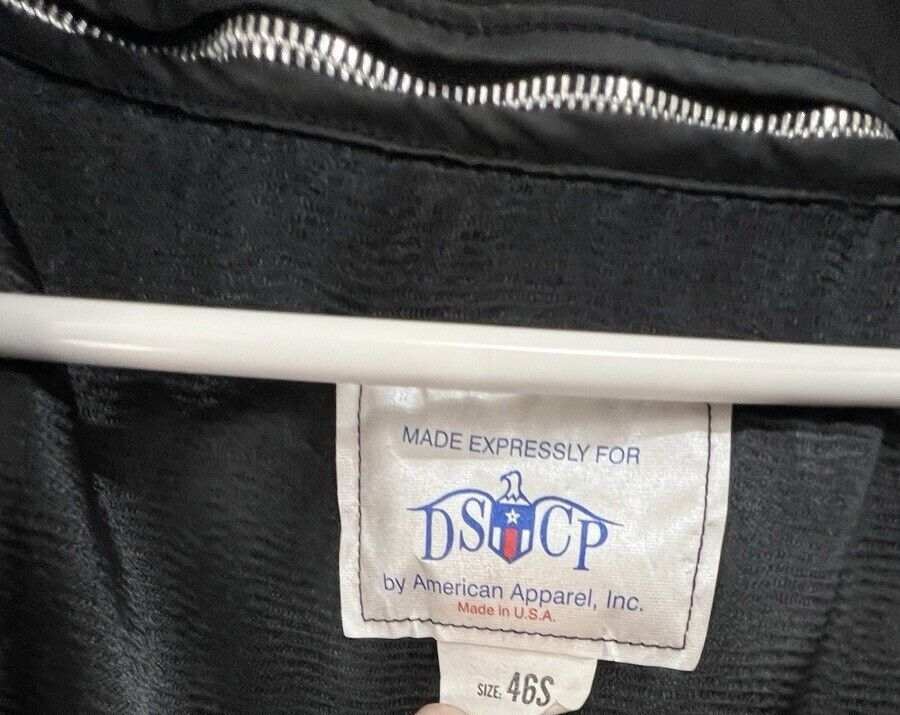 MADE EXPRESSLY FOR
DSCP
by American Apparel, Inc.
Made in U.S.A.
SIZE: 46S